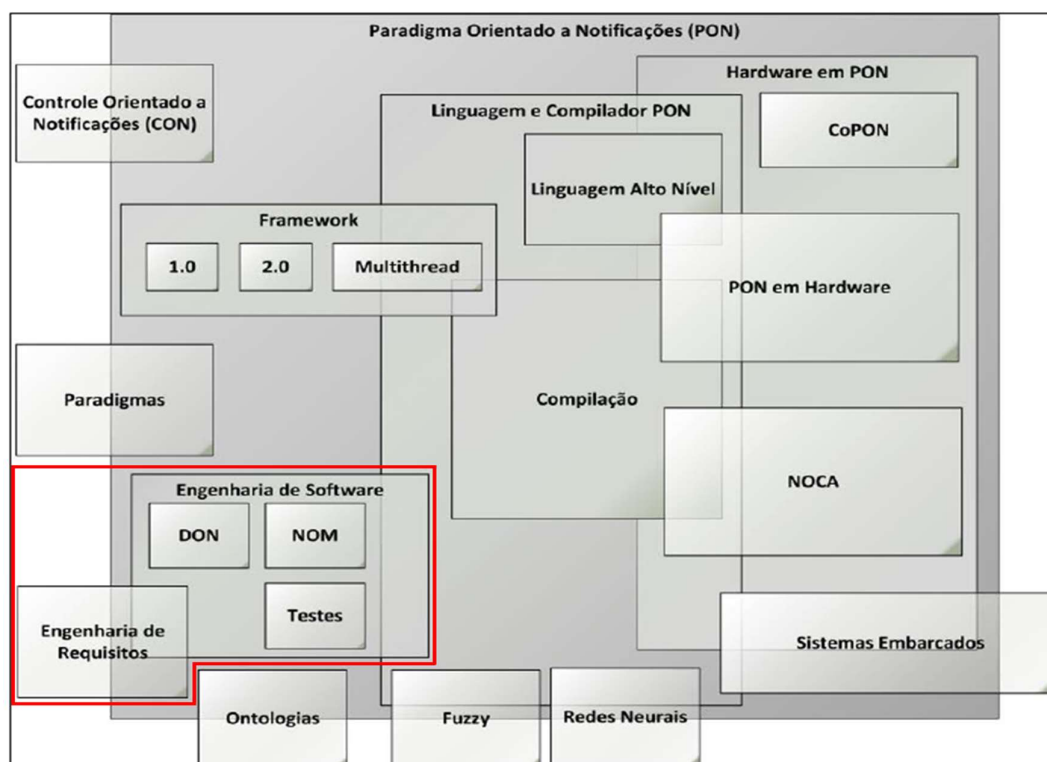 Paradigma Orientado a Notificações (PON)
Hardware em PON
Controle Orientado a
Notificações (CON)
Linguagem e Compilador PON
CoPON
Linguagem Alto Nível
Framework
1.0
2.0
Multithread
PON em Hardware
Paradigmas
Compilação
NOCA
Engenharia de Software
DON
NOM
Testes
Engenharia de
Requisitos
Sistemas Embarcados
Ontologias
Fuzzy
Redes Neurais